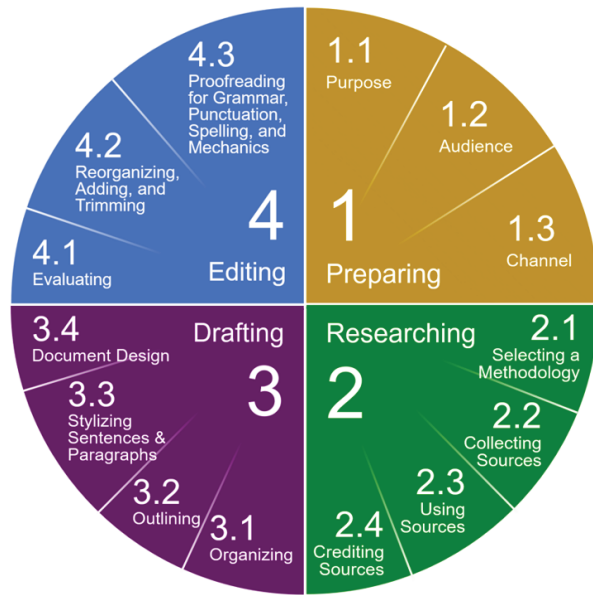 1
Preparing
1.1
Purpose
1.2
Audience
1.3
Channel
2
Researching
2.1
Selecting a
Methodology
2.2
Collecting
Sources
2.3
Using
Sources
2.4
Crediting
Sources
3
Drafting
3.1
Organizing
3.2
Outlining
3.3
Stylizing
Sentences &
Paragraphs
3.4
Document Design
4
Editing
4.1
Evaluating
4.2
Reorganizing,
Adding, and
Trimming
4.3
Proofreading
for Grammar,
Punctuation,
Spelling, and
Mechanics